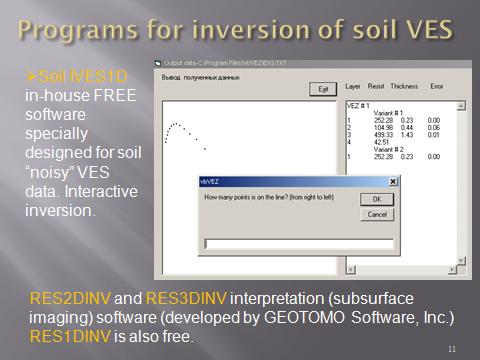 Programs for inversion of soil VES
➢Soil IVES1D
in-house FREE
software
specially
designed for soil
“noisy” VES
data. Interactive
inversion.
Output data-C:\Program Files\vbVEZ\EX3.TXT
Вывод полученных данных
Exit
Layer Resist Thickness Error
VEZ # 1
Variant # 1
1 252.28 0.23 0.00
2 104.98 0.44 0.06
3 499.33 1.43 0.01
4 42.51
Variant # 2
1 252.28 0.23 0.00
vbVEZ
How many points is on the line? (from right to left)
OK
Cancel
RES2DINV and RES3DINV interpretation (subsurface
imaging) software (developed by GEOTOMO Software, Inc.)
RES1DINV is also free.
11